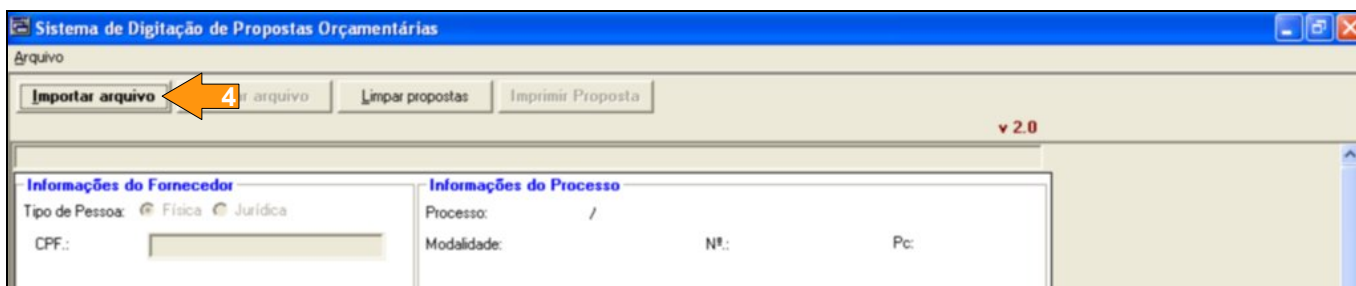 Sistema de Digitação de Propostas Orçamentárias
Arquivo
Importar arquivo 4 arquivo Limpar propostas Imprimir Proposta
v 2.0
Informações do Fornecedor Informações do Processo
Tipo de Pessoa: Física Jurídica Processo: /
CPF.: Modalidade: Nº.: Pc: